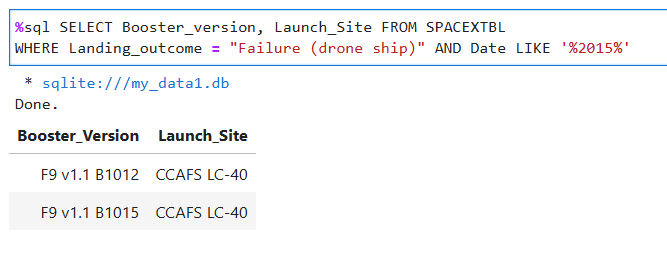 %sql SELECT Booster_version, Launch_Site FROM SPACEXTBL
WHERE Landing_outcome = "Failure (drone ship)" AND Date LIKE '%2015%'
* sqlite:///my_data1.db
Done.
Booster_Version Launch_Site
F9 v1.1 B1012 CCAFS LC-40
F9 v1.1 B1015 CCAFS LC-40